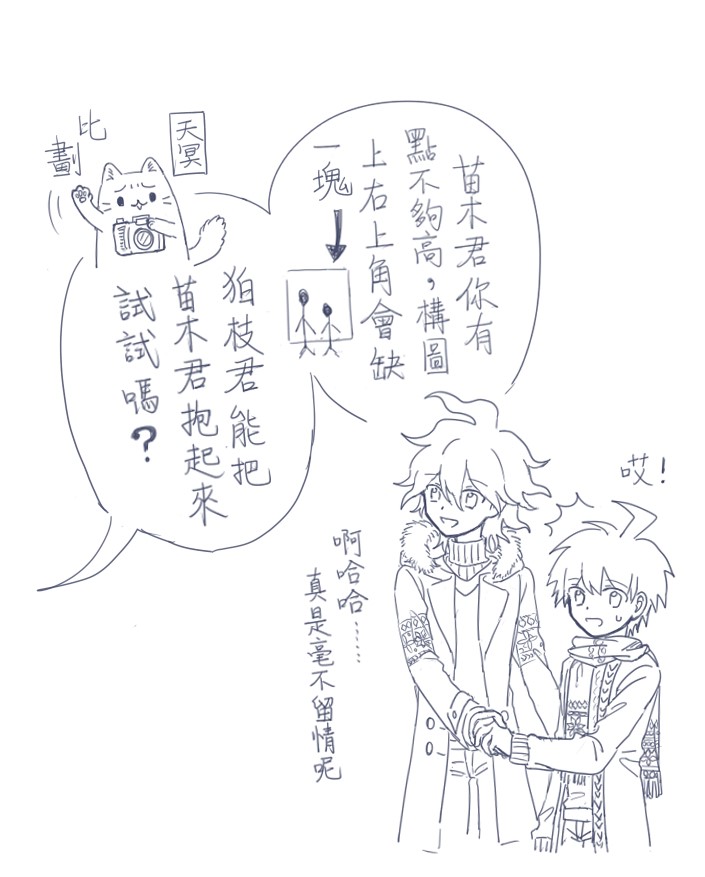 苗木君你有
點不夠高，構圖
上右上角會缺
一塊
天冥
比
劃
狛枝君能把
苗木君抱起來
試試嗎？
哎！
啊哈哈……
真是毫不留情呢